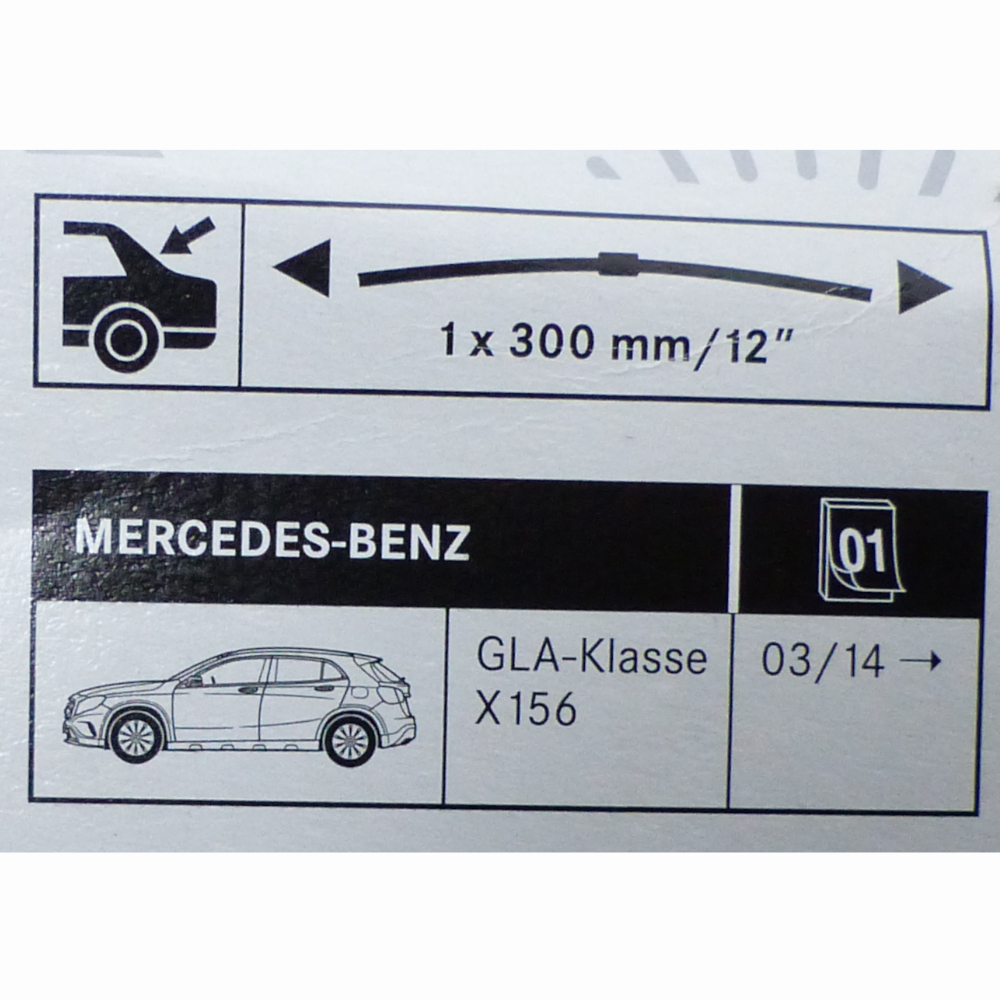 1 x 300 mm/12"
MERCEDES-BENZ
01
GLA-Klasse
X156
03/14 →